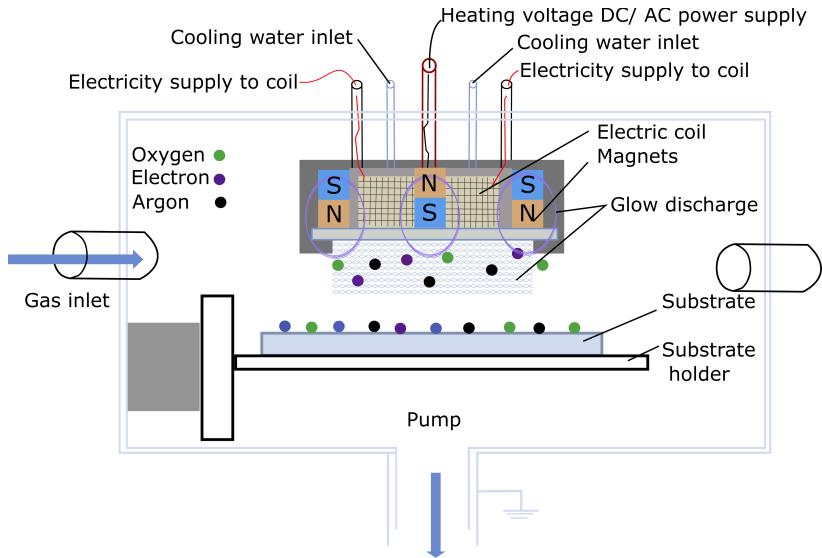 Heating voltage DC/ AC power supply
Cooling water inlet
Cooling water inlet
Electricity supply to coil
Electricity supply to coil
Electric coil
Magnets
Oxygen
Electron
Argon
S
N
N
S
S
N
Glow discharge
Gas inlet
Substrate
Substrate
holder
Pump